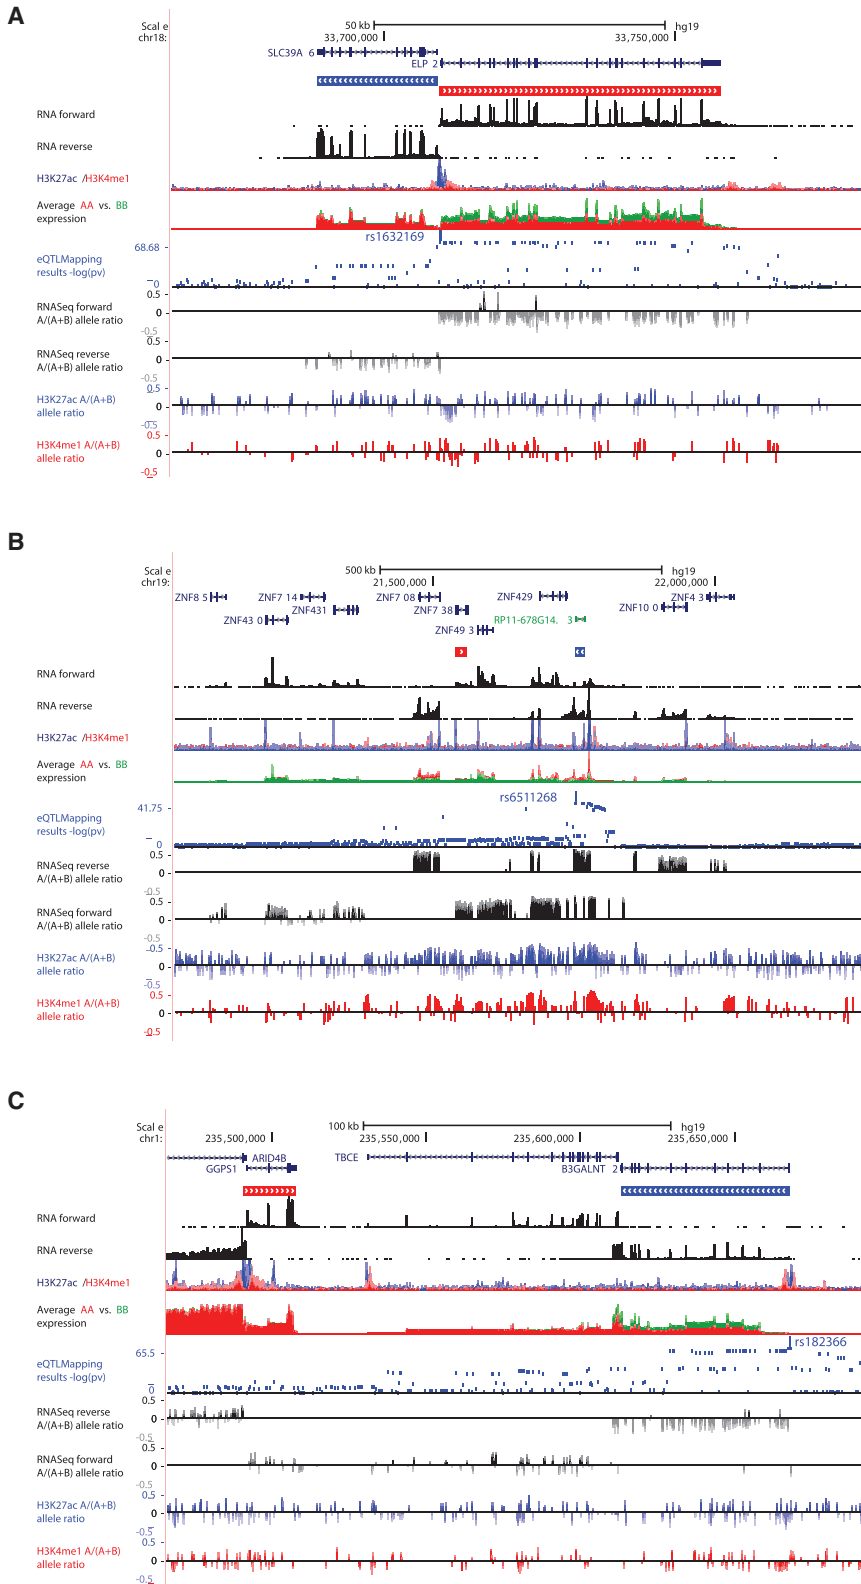 A
Scal e 50 kb hg19
chr18: 33,700,000 33,750,000
SLC39A 6
ELP 2
RNA forward
RNA reverse
H3K27ac /H3K4me1
Average AA vs. BB
expression
rs1632169
68.68
eQTLMapping
results -log(pv)
0
0.5
RNASeq forward
A/(A+B) allele ratio
0
-0.5
0.5
RNASeq reverse
A/(A+B) allele ratio
0
-0.5
0.5
H3K27ac A/(A+B)
allele ratio
0
-0.5
0.5
H3K4me1 A/(A+B)
allele ratio
0
-0.5
B
Scal e 500 kb hg19
chr19: 21,500,000 22,000,000
ZNF8 5 ZNF7 14 ZNF7 08 ZNF429 ZNF4 3
ZNF431 ZNF7 38 ZNF10 0
ZNF43 0 RP11-678G14. 3
ZNF49 3
RNA forward
RNA reverse
H3K27ac /H3K4me1
Average AA vs. BB
expression
rs6511268
41.75
eQTLMapping
results -log(pv)
0
0.5
RNASeq reverse
A/(A+B) allele ratio
0
-0.5
0.5
RNASeq forward
A/(A+B) allele ratio
0
-0.5
-0.5
H3K27ac A/(A+B)
allele ratio
0
-0.5
0.5
H3K4me1 A/(A+B)
allele ratio
0
-0.5
C
Scal e 100 kb hg19
chr1: 235,500,000 235,550,000 235,600,000 235,650,000
ARID4B TBCE
GGPS1 B3GALNT 2
RNA forward
RNA reverse
H3K27ac /H3K4me1
Average AA vs. BB
expression
rs182366
65.5
eQTLMapping
results -log(pv)
0
0.5
RNASeq reverse
A/(A+B) allele ratio
0
-0.5
0.5
RNASeq forward
A/(A+B) allele ratio
0
-0.5
0.5
H3K27ac A/(A+B)
allele ratio
0
-0.5
0.5
H3K4me1 A/(A+B)
allele ratio
0
-0.5